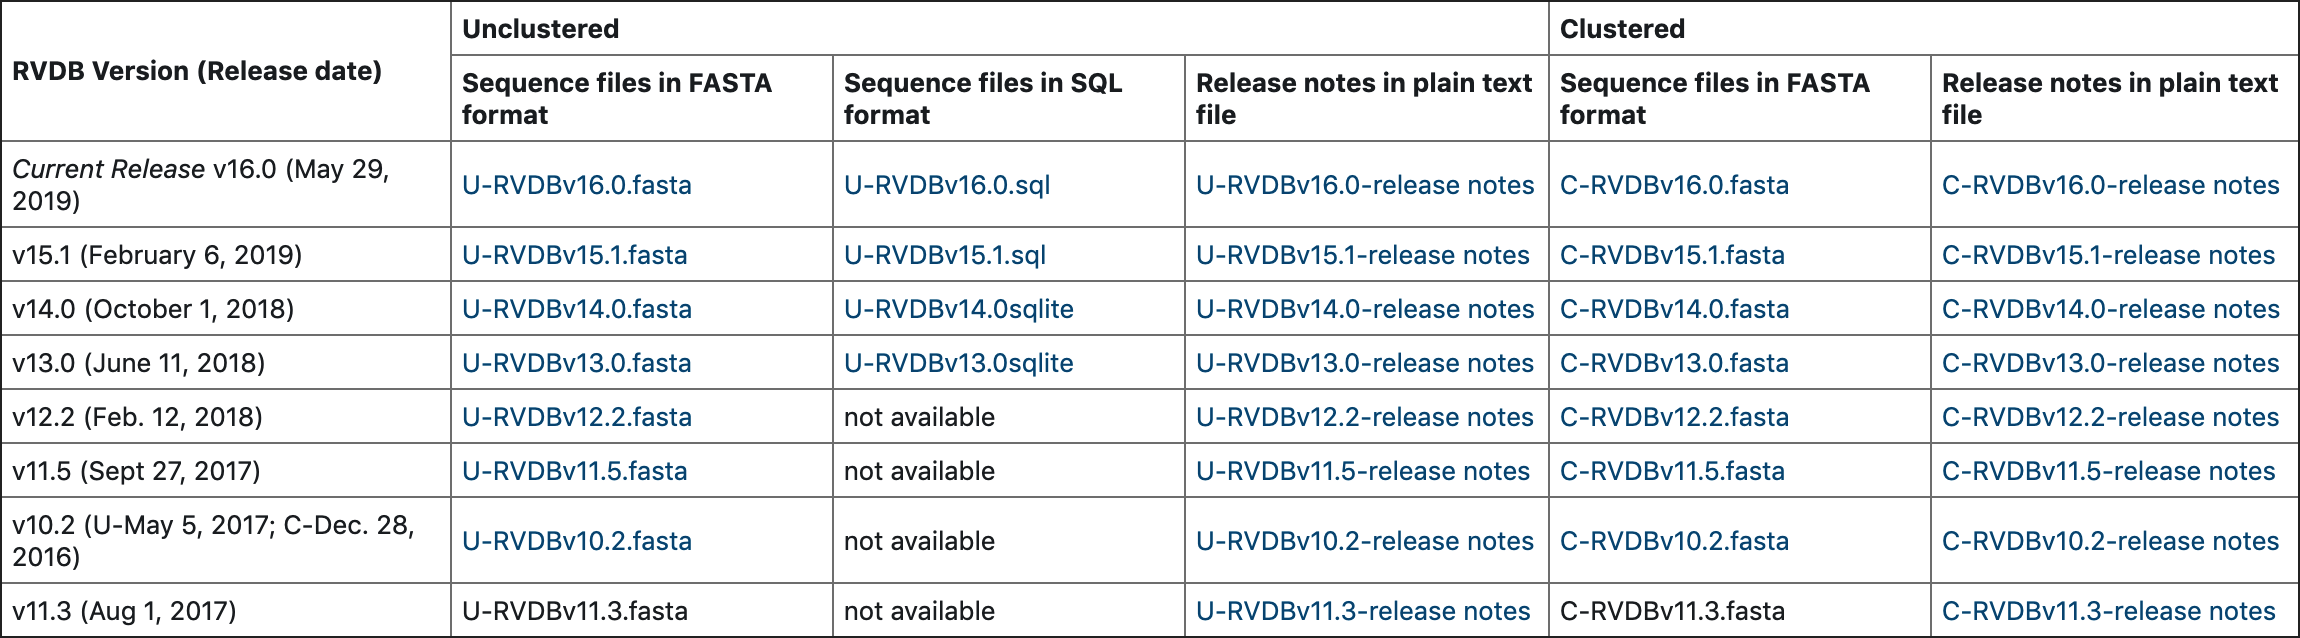 RVDB Version (Release date)
Unclustered
Clustered
Sequence files in FASTA
format
Sequence files in SQL
format
Release notes in plain text
file
Sequence files in FASTA
format
Release notes in plain text
file
Current Release v16.0 (May 29,
2019)
U-RVDBv16.0.fasta
U-RVDBv16.0.sql
U-RVDBv16.0-release notes
C-RVDBv16.0.fasta
C-RVDBv16.0-release notes
v15.1 (February 6, 2019)
U-RVDBv15.1.fasta
U-RVDBv15.1.sql
U-RVDBv15.1-release notes
C-RVDBv15.1.fasta
C-RVDBv15.1-release notes
v14.0 (October 1, 2018)
U-RVDBv14.0.fasta
U-RVDBv14.0sqlite
U-RVDBv14.0-release notes
C-RVDBv14.0.fasta
C-RVDBv14.0-release notes
v13.0 (June 11, 2018)
U-RVDBv13.0.fasta
U-RVDBv13.0sqlite
U-RVDBv13.0-release notes
C-RVDBv13.0.fasta
C-RVDBv13.0-release notes
v12.2 (Feb. 12, 2018)
U-RVDBv12.2.fasta
not available
U-RVDBv12.2-release notes
C-RVDBv12.2.fasta
C-RVDBv12.2-release notes
v11.5 (Sept 27, 2017)
U-RVDBv11.5.fasta
not available
U-RVDBv11.5-release notes
C-RVDBv11.5.fasta
C-RVDBv11.5-release notes
v10.2 (U-May 5, 2017; C-Dec. 28,
2016)
U-RVDBv10.2.fasta
not available
U-RVDBv10.2-release notes
C-RVDBv10.2.fasta
C-RVDBv10.2-release notes
v11.3 (Aug 1, 2017)
U-RVDBv11.3.fasta
not available
U-RVDBv11.3-release notes
C-RVDBv11.3.fasta
C-RVDBv11.3-release notes